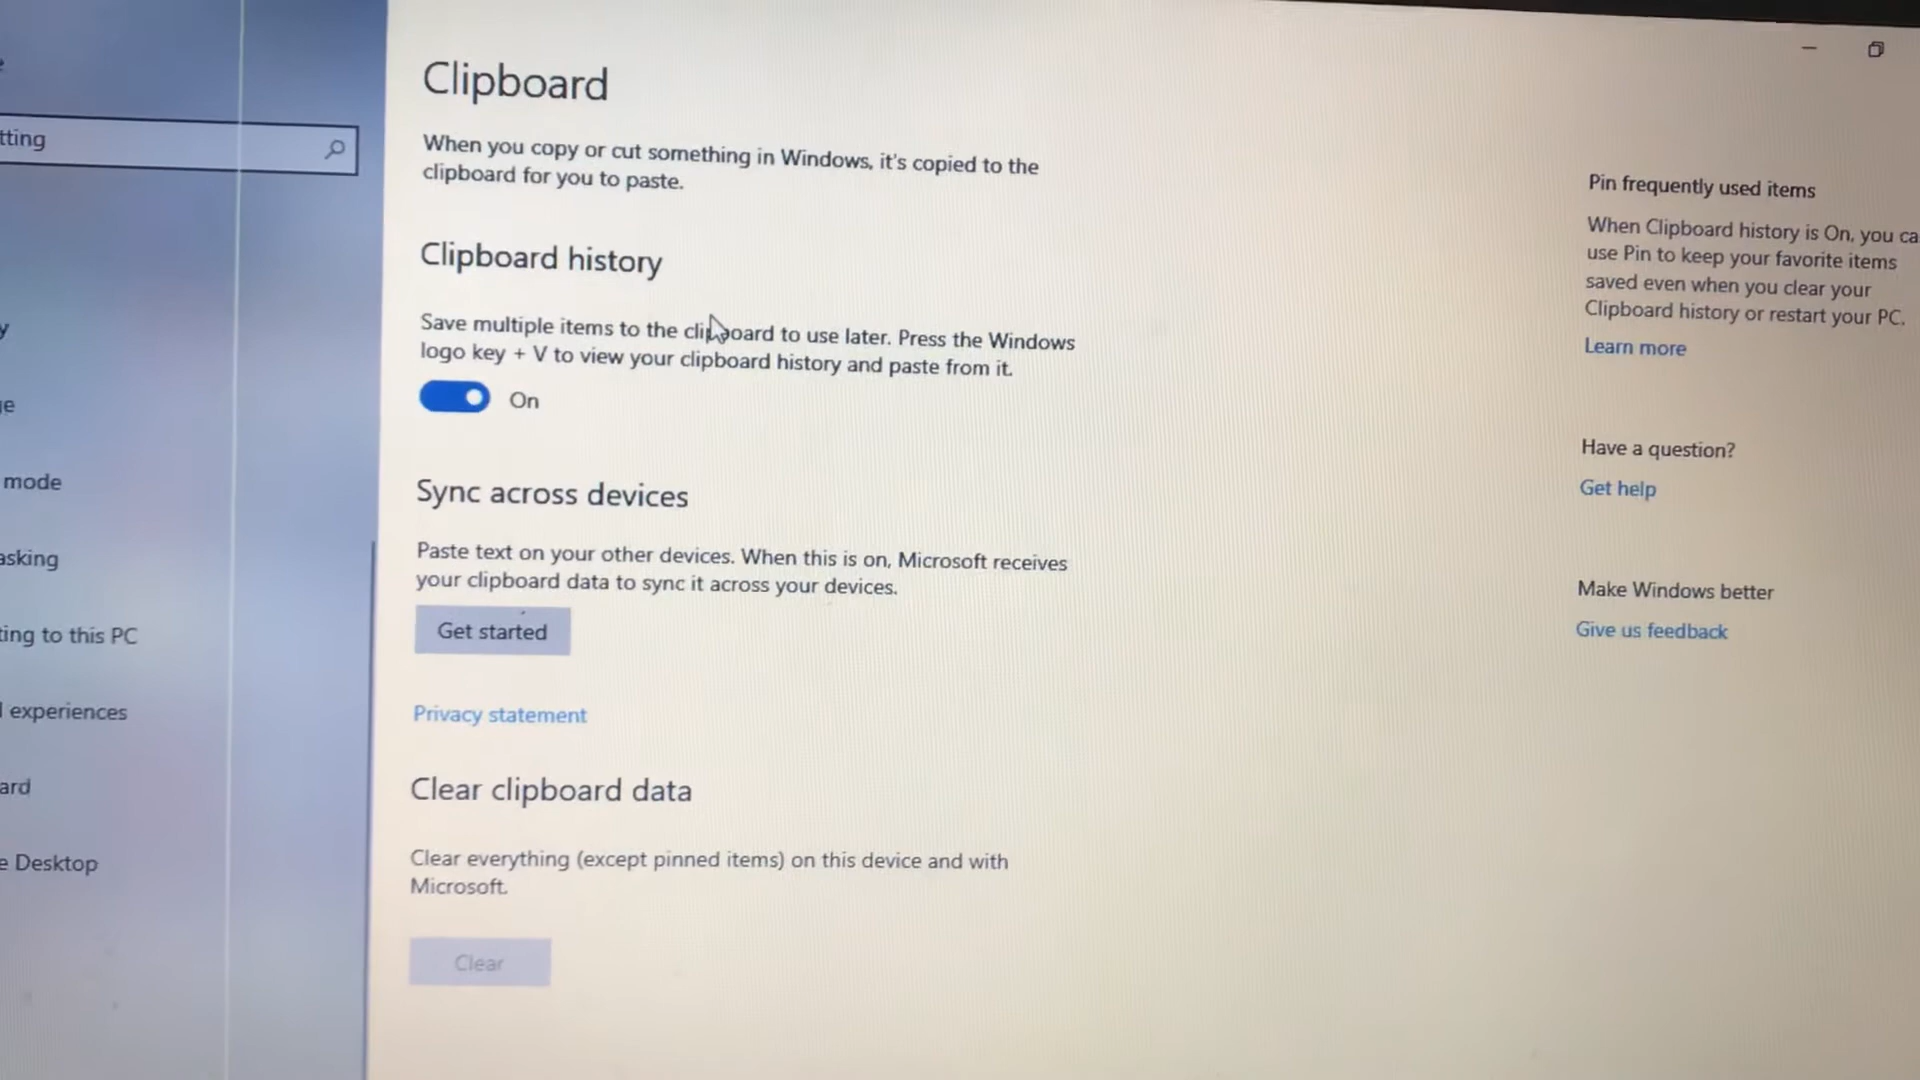 tting
mode
asking
ting to this PC
experiences
ard
e Desktop
Clipboard
When you copy or cut something in Windows, it's copied to the
clipboard for you to paste.
Clipboard history
Save multiple items to the clipboard to use later. Press the Windows
logo key + V to view your clipboard history and paste from it.
On
Sync across devices
Paste text on your other devices. When this is on, Microsoft receives
your clipboard data to sync it across your devices.
Get started
Privacy statement
Clear clipboard data
Clear everything (except pinned items) on this device and with
Microsoft.
Clear
Pin frequently used items
When Clipboard history is On, you ca
use Pin to keep your favorite items
saved even when you clear your
Clipboard history or restart your PC.
Learn more
Have a question?
Get help
Make Windows better
Give us feedback